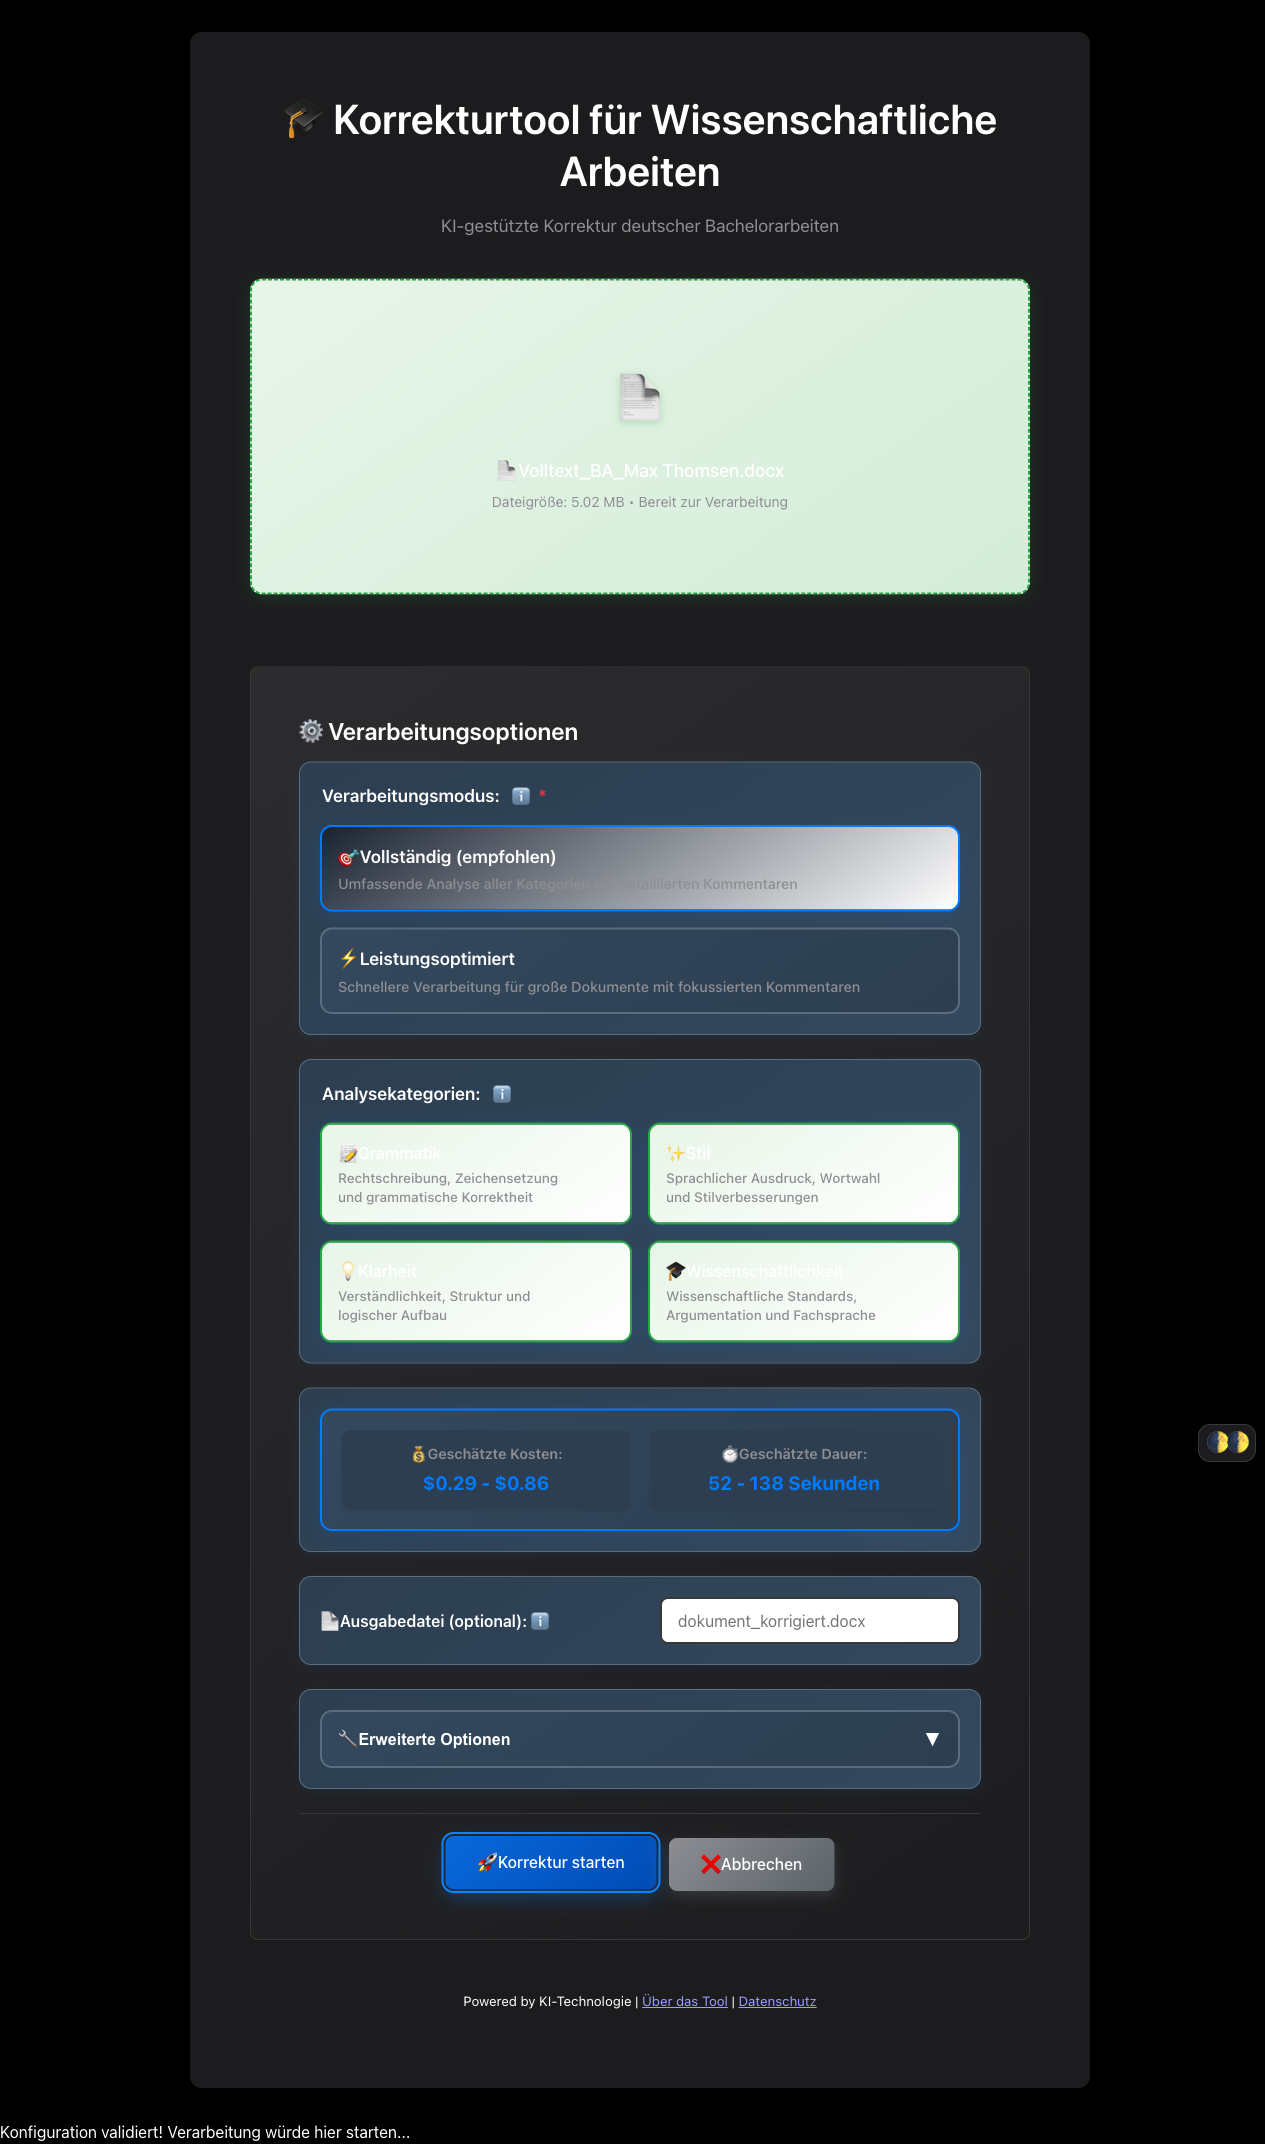 Korrekturtool für Wissenschaftliche
Arbeiten
KI-gestützte Korrektur deutscher Bachelorarbeiten
Volltext_BA_Max Thomsen.docx
Dateigröße: 5.02 MB • Bereit zur Verarbeitung
Verarbeitungsoptionen
Verarbeitungsmodus: *
Vollständig (empfohlen)
Umfassende Analyse aller Kategorien detaillierten Kommentaren
Leistungsoptimiert
Schnellere Verarbeitung für große Dokumente mit fokussierten Kommentaren
Analysekategorien:
Grammatik
Rechtschreibung, Zeichensetzung
und grammatische Korrektheit
Stil
Sprachlicher Ausdruck, Wortwahl
und Stilverbesserungen
Klarheit
Verständlichkeit, Struktur und
logischer Aufbau
Wissenschaftlichkeit
Wissenschaftliche Standards,
Argumentation und Fachsprache
Geschätzte Kosten:
$0.29 - $0.86
Geschätzte Dauer:
52 - 138 Sekunden
Ausgabedatei (optional):
dokument_korrigiert.docx
Erweiterte Optionen ▼
Korrektur starten
Abbrechen
Powered by KI-Technologie | Über das Tool | Datenschutz
Konfiguration validiert! Verarbeitung würde hier starten...